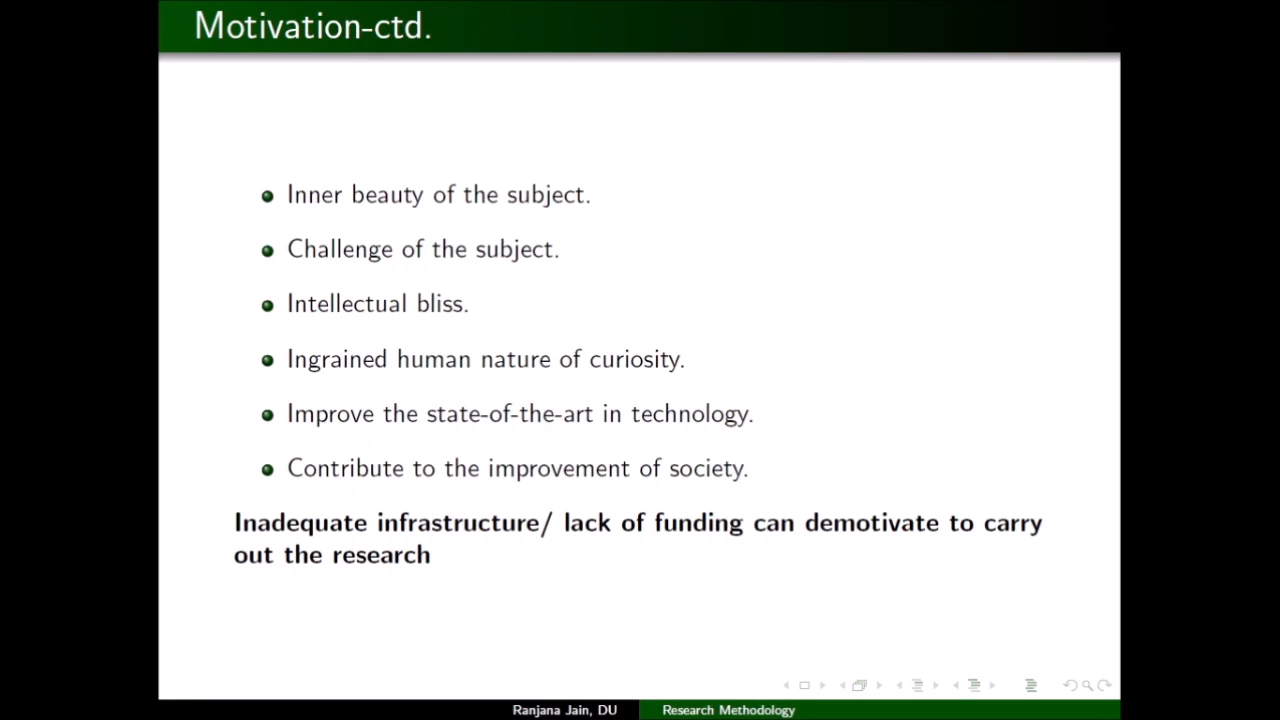 Motivation-ctd.
Inner beauty of the subject.
Challenge of the subject.
Intellectual bliss.
Ingrained human nature of curiosity.
Improve the state-of-the-art in technology.
Contribute to the improvement of society.
Inadequate infrastructure/ lack of funding can demotivate to carry
out the research
Ranjana Jain, DU
Research Methodology